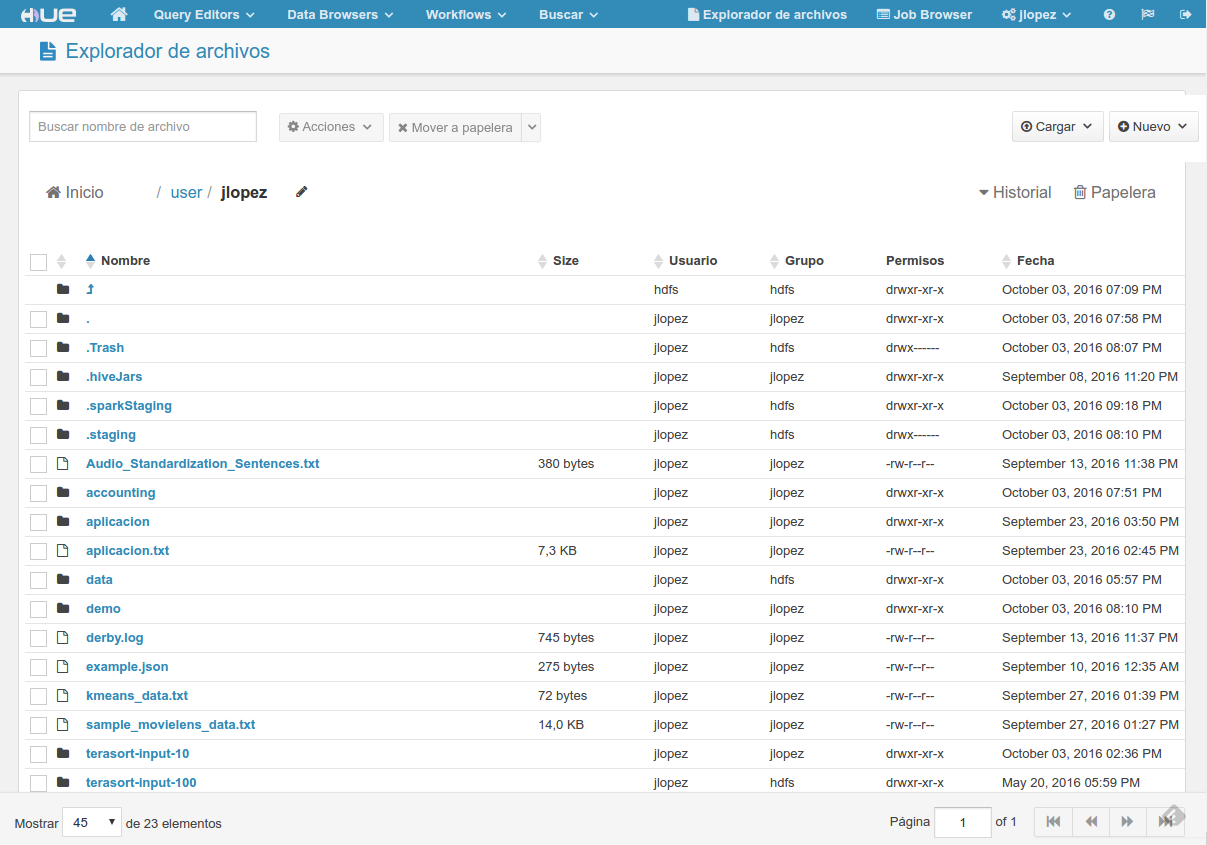 HUE Query Editors Data Browsers Workflows Buscar Explorador de archivos Job Browser jlopez
Explorador de archivos
Buscar nombre de archivo Acciones Mover a papelera Cargar Nuevo
Inicio / user / jlopez Historial Papelera
Nombre Size Usuario Grupo Permisos Fecha
hdfs hdfs drwxr-xr-x October 03, 2016 07:09 PM
. jlopez jlopez drwxr-xr-x October 03, 2016 07:58 PM
.Trash jlopez hdfs drwx------ October 03, 2016 08:07 PM
.hiveJars jlopez jlopez drwxr-xr-x September 08, 2016 11:20 PM
.sparkStaging jlopez hdfs drwxr-xr-x October 03, 2016 09:18 PM
.staging jlopez hdfs drwx------ October 03, 2016 08:10 PM
Audio_Standardization_Sentences.txt 380 bytes jlopez jlopez -rw-r--r-- September 13, 2016 11:38 PM
accounting jlopez jlopez drwxr-xr-x October 03, 2016 07:51 PM
aplicacion jlopez jlopez drwxr-xr-x September 23, 2016 03:50 PM
aplicacion.txt 7,3 KB jlopez jlopez -rw-r--r-- September 23, 2016 02:45 PM
data jlopez hdfs drwxr-xr-x October 03, 2016 05:57 PM
demo jlopez jlopez drwxr-xr-x October 03, 2016 08:10 PM
derby.log 745 bytes jlopez jlopez -rw-r--r-- September 13, 2016 11:37 PM
example.json 275 bytes jlopez jlopez -rw-r--r-- September 10, 2016 12:35 AM
kmeans_data.txt 72 bytes jlopez jlopez -rw-r--r-- September 27, 2016 01:39 PM
sample_movielens_data.txt 14,0 KB jlopez jlopez -rw-r--r-- September 27, 2016 01:27 PM
terasort-input-10 jlopez jlopez drwxr-xr-x October 03, 2016 02:36 PM
terasort-input-100 jlopez hdfs drwxr-xr-x May 20, 2016 05:59 PM
Mostrar 45 de 23 elementos Página 1 of 1